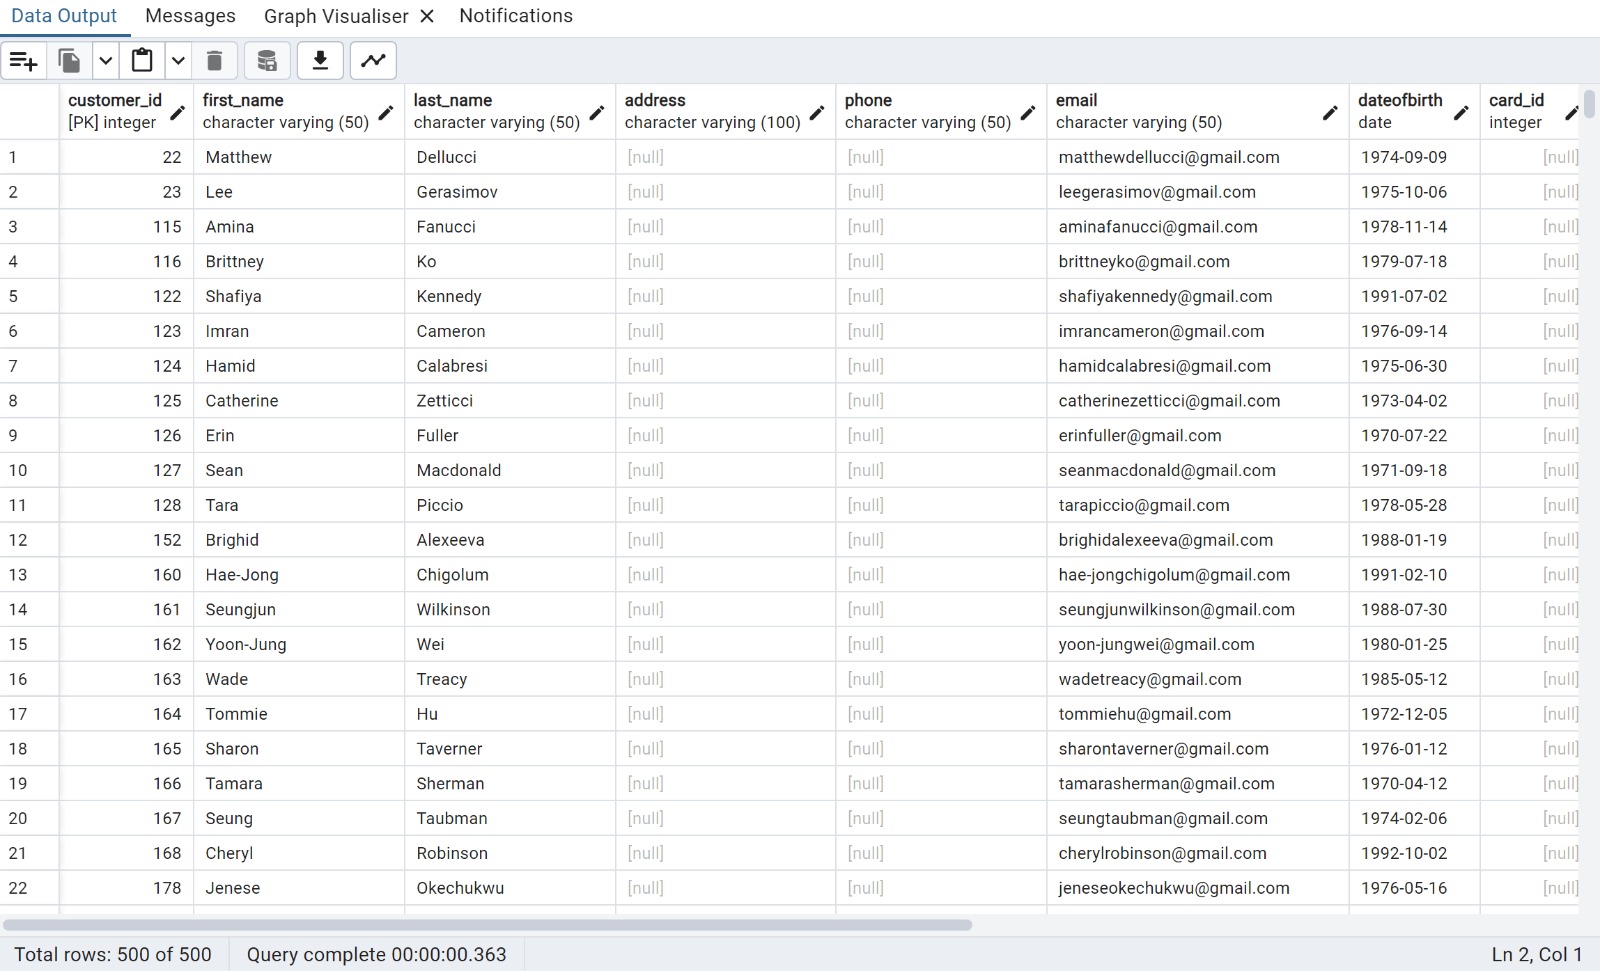 Data Output Messages Graph Visualiser Notifications
customer_id first_name last_name address phone email dateofbirth card_id
[PK] integer character varying (50) character varying (50) character varying (100) character varying (50) character varying (50) date integer
1 22 Matthew Dellucci [null] [null] matthewdellucci@gmail.com 1974-09-09 [null]
2 23 Lee Gerasimov [null] [null] leegerasimov@gmail.com 1975-10-06 [null]
3 115 Amina Fanucci [null] [null] aminafanucci@gmail.com 1978-11-14 [null]
4 116 Brittney Ko [null] [null] brittneyko@gmail.com 1979-07-18 [null]
5 122 Shafiya Kennedy [null] [null] shafiyakennedy@gmail.com 1991-07-02 [null]
6 123 Imran Cameron [null] [null] imrancameron@gmail.com 1976-09-14 [null]
7 124 Hamid Calabresi [null] [null] hamidcalabresi@gmail.com 1975-06-30 [null]
8 125 Catherine Zetticci [null] [null] catherinezetticci@gmail.com 1973-04-02 [null]
9 126 Erin Fuller [null] [null] erinfuller@gmail.com 1970-07-22 [null]
10 127 Sean Macdonald [null] [null] seanmacdonald@gmail.com 1971-09-18 [null]
11 128 Tara Piccio [null] [null] tarapiccio@gmail.com 1978-05-28 [null]
12 152 Brighid Alexeeva [null] [null] brighidalexeeva@gmail.com 1988-01-19 [null]
13 160 Hae-Jong Chigolum [null] [null] hae-jongchigolum@gmail.com 1991-02-10 [null]
14 161 Seungjun Wilkinson [null] [null] seungjunwilkinson@gmail.com 1988-07-30 [null]
15 162 Yoon-Jung Wei [null] [null] yoon-jungwei@gmail.com 1980-01-25 [null]
16 163 Wade Treacy [null] [null] wadetreacy@gmail.com 1985-05-12 [null]
17 164 Tommie Hu [null] [null] tommiehu@gmail.com 1972-12-05 [null]
18 165 Sharon Taverner [null] [null] sharontaverner@gmail.com 1976-01-12 [null]
19 166 Tamara Sherman [null] [null] tamarasherman@gmail.com 1970-04-12 [null]
20 167 Seung Taubman [null] [null] seungtaubman@gmail.com 1974-02-06 [null]
21 168 Cheryl Robinson [null] [null] cherylrobinson@gmail.com 1992-10-02 [null]
22 178 Jenese Okechukwu [null] [null] jeneseokechukwu@gmail.com 1976-05-16 [null]
Total rows: 500 of 500 Query complete 00:00:00.363 Ln 2, Col 1